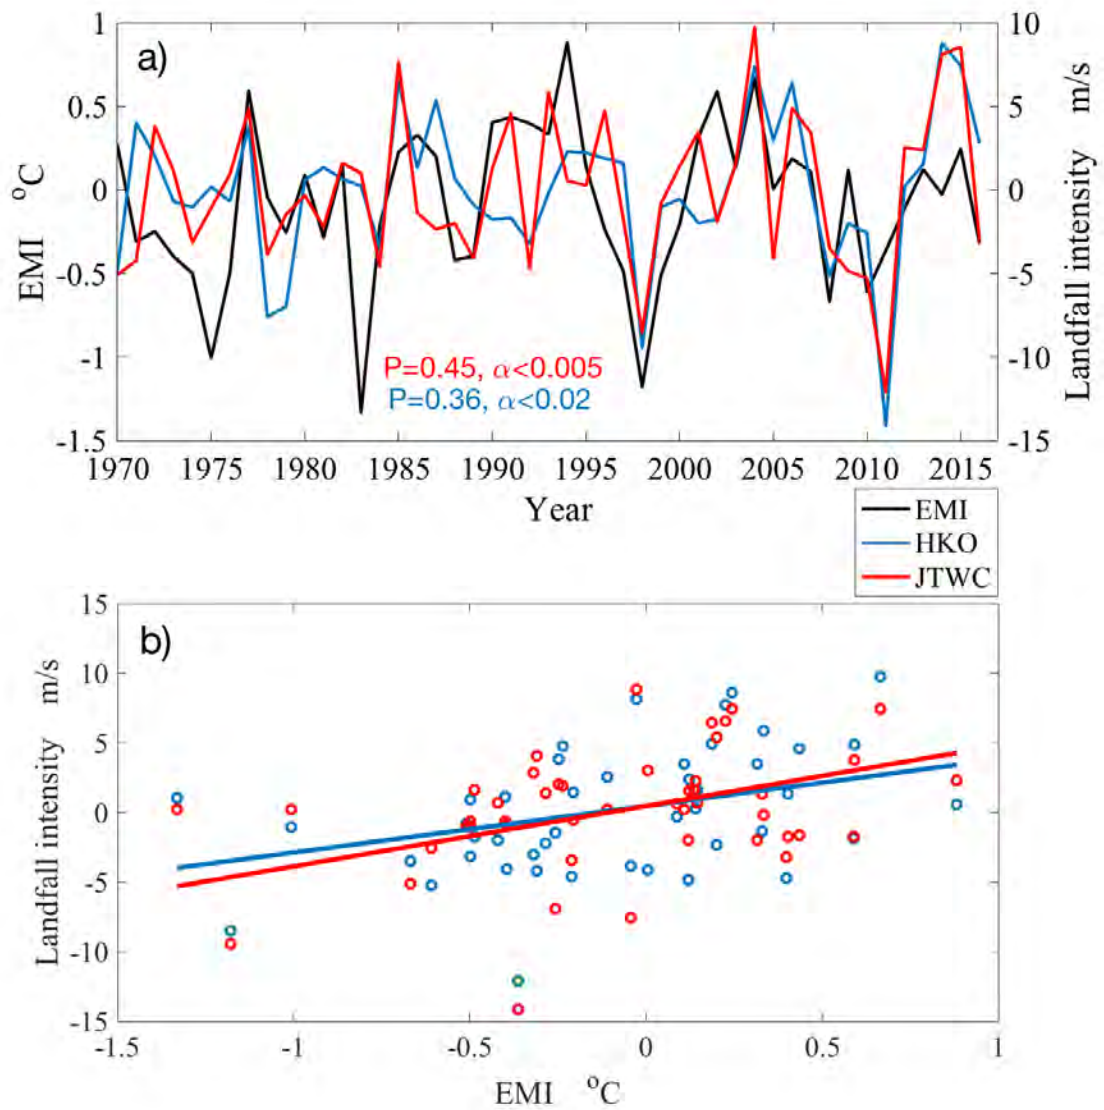 a)
1
0.5
0
-0.5
-1
-1.5
EMI °C
10
5
0
-5
-10
-15
Landfall intensity m/s
P=0.45, α<0.005
P=0.36, α<0.02
1970 1975 1980 1985 1990 1995 2000 2005 2010 2015
Year
EMI
HKO
JTWC
b)
15
10
5
0
-5
-10
-15
Landfall intensity m/s
-1.5 -1 -0.5 0 0.5 1
EMI °C